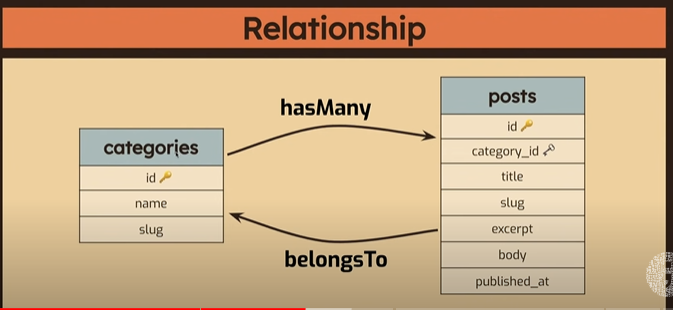 Relationship
hasMany
categories
id
name
slug
posts
id
category_id
title
slug
excerpt
body
published_at
belongsTo